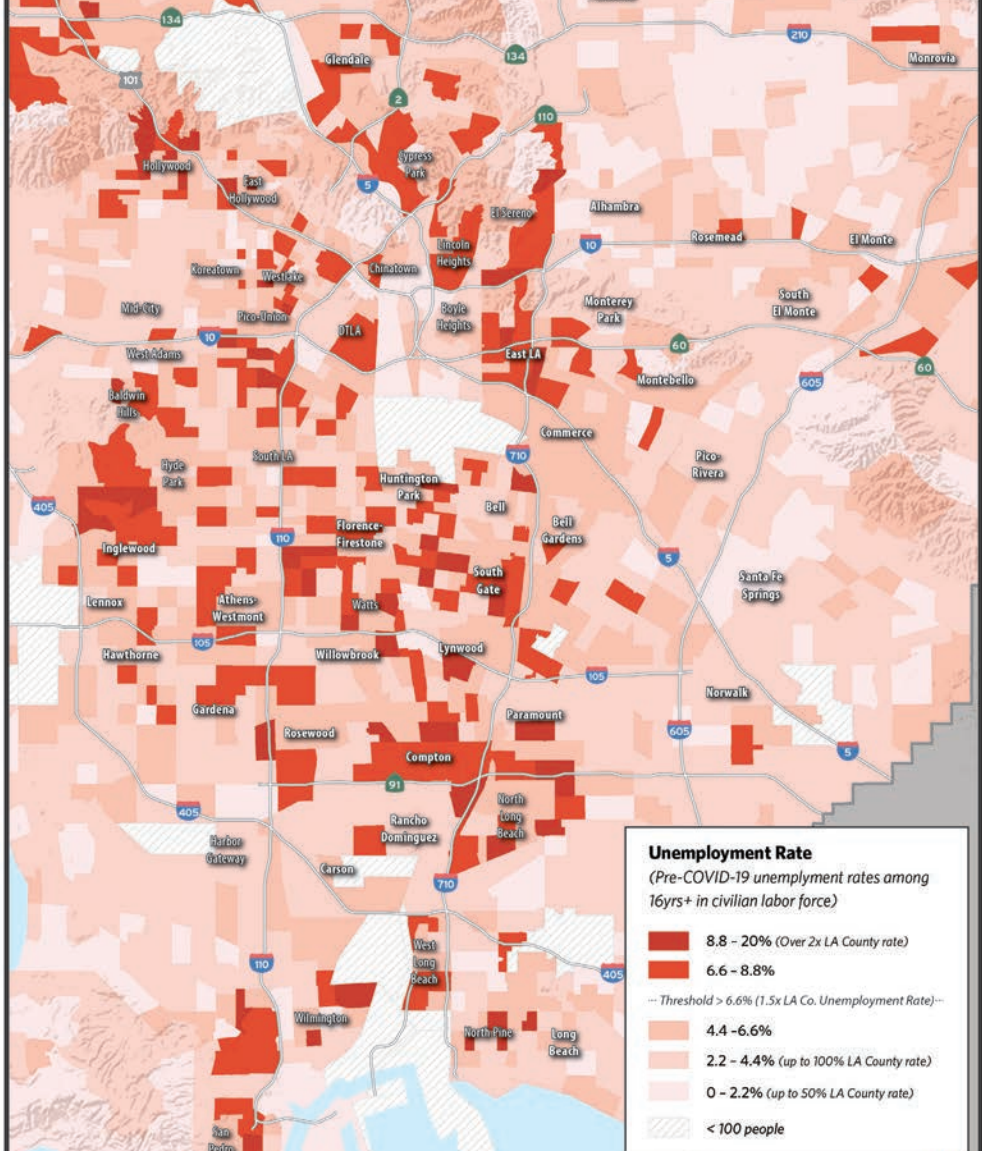 134
210
Glendale
134
Monrovia
101
2
110
Hollywood
Cypress
Park
5
East
Hollywood
El Sereno
Alhambra
Rosemead
El Monte
10
Lincoln
Heights
Koreatown
Westlake
Chinatown
Mid-City
Pico-Union
Boyle
Heights
Monterey
Park
South
El Monte
DTLA
10
West Adams
East LA
60
60
Montebello
605
Baldwin
Hills
Commerce
South LA
710
Hyde
Park
Pico-
Rivera
Huntington
Park
405
Bell
Bell
Gardens
110
Florence-
Firestone
Inglewood
5
South
Gate
Santa Fe
Springs
Lennox
Athens-
Westmont
Watts
105
Hawthorne
Willowbrook
Lynwood
105
Norwalk
Gardena
Paramount
Rosewood
605
5
Compton
91
North
Long
Beach
405
Rancho
Dominguez
Harbor
Gateway
Carson
710
West
Long
Beach
110
405
Wilmington
North Pine
Long
Beach
San
Pedro
Unemployment Rate
(Pre-COVID-19 unemplyment rates among
16yrs+ in civilian labor force)
8.8 – 20% (Over 2x LA County rate)
6.6 – 8.8%
--- Threshold > 6.6% (1.5x LA Co. Unemployment Rate)---
4.4 –6.6%
2.2 – 4.4% (up to 100% LA County rate)
0 – 2.2% (up to 50% LA County rate)
< 100 people